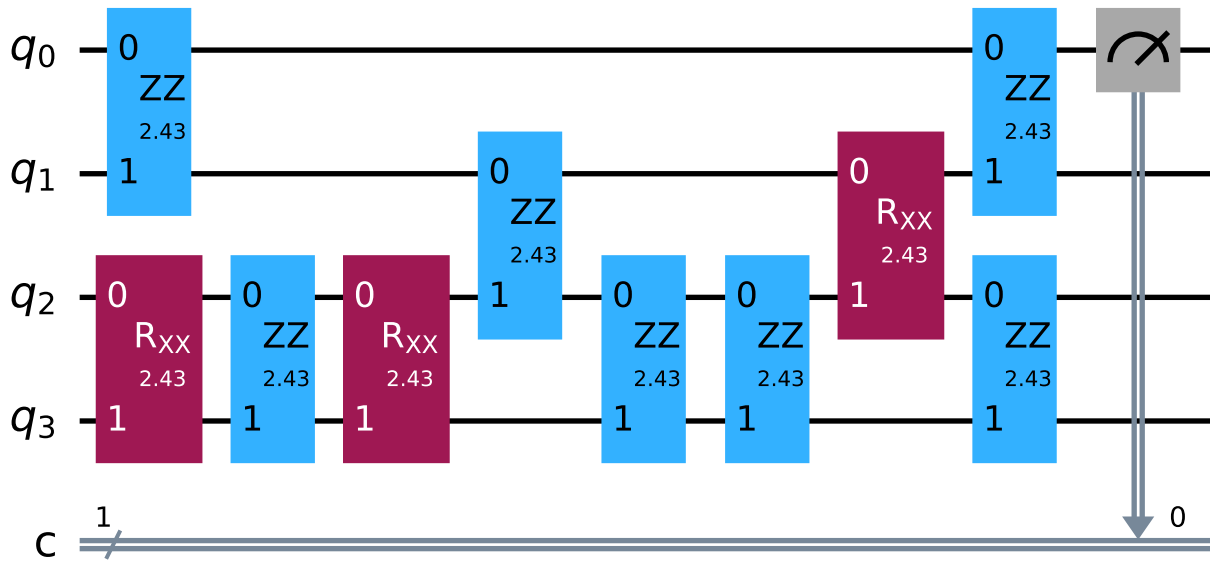 q0 0 ZZ 2.43 1 0 ZZ 2.43 1
q1 0 ZZ 2.43 1 0 RXX 2.43 1
q2 0 RXX 2.43 1 0 ZZ 2.43 1 0 RXX 2.43 1 0 ZZ 2.43 1 0 ZZ 2.43 1 0 ZZ 2.43 1
q3
c 1 0